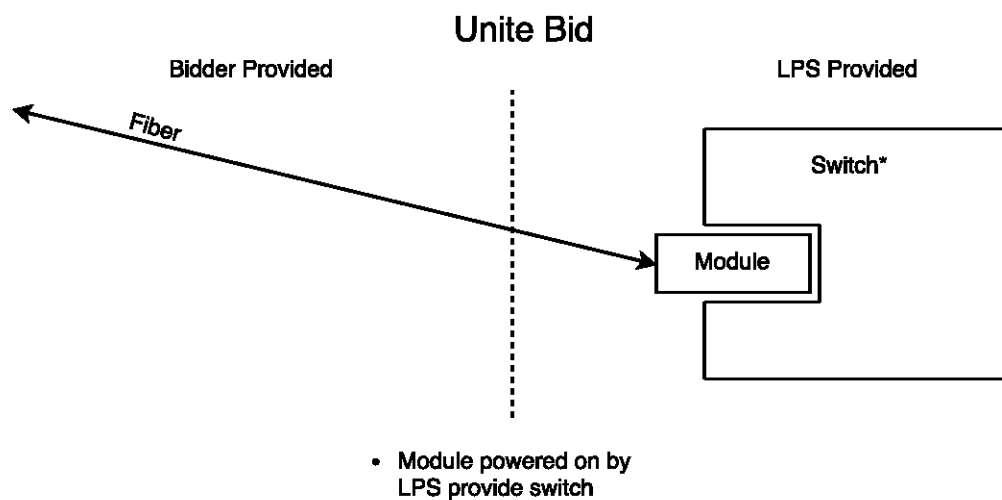 Unite Bid
Bidder Provided
LPS Provided
Fiber
Switch*
Module
• Module powered on by
LPS provide switch